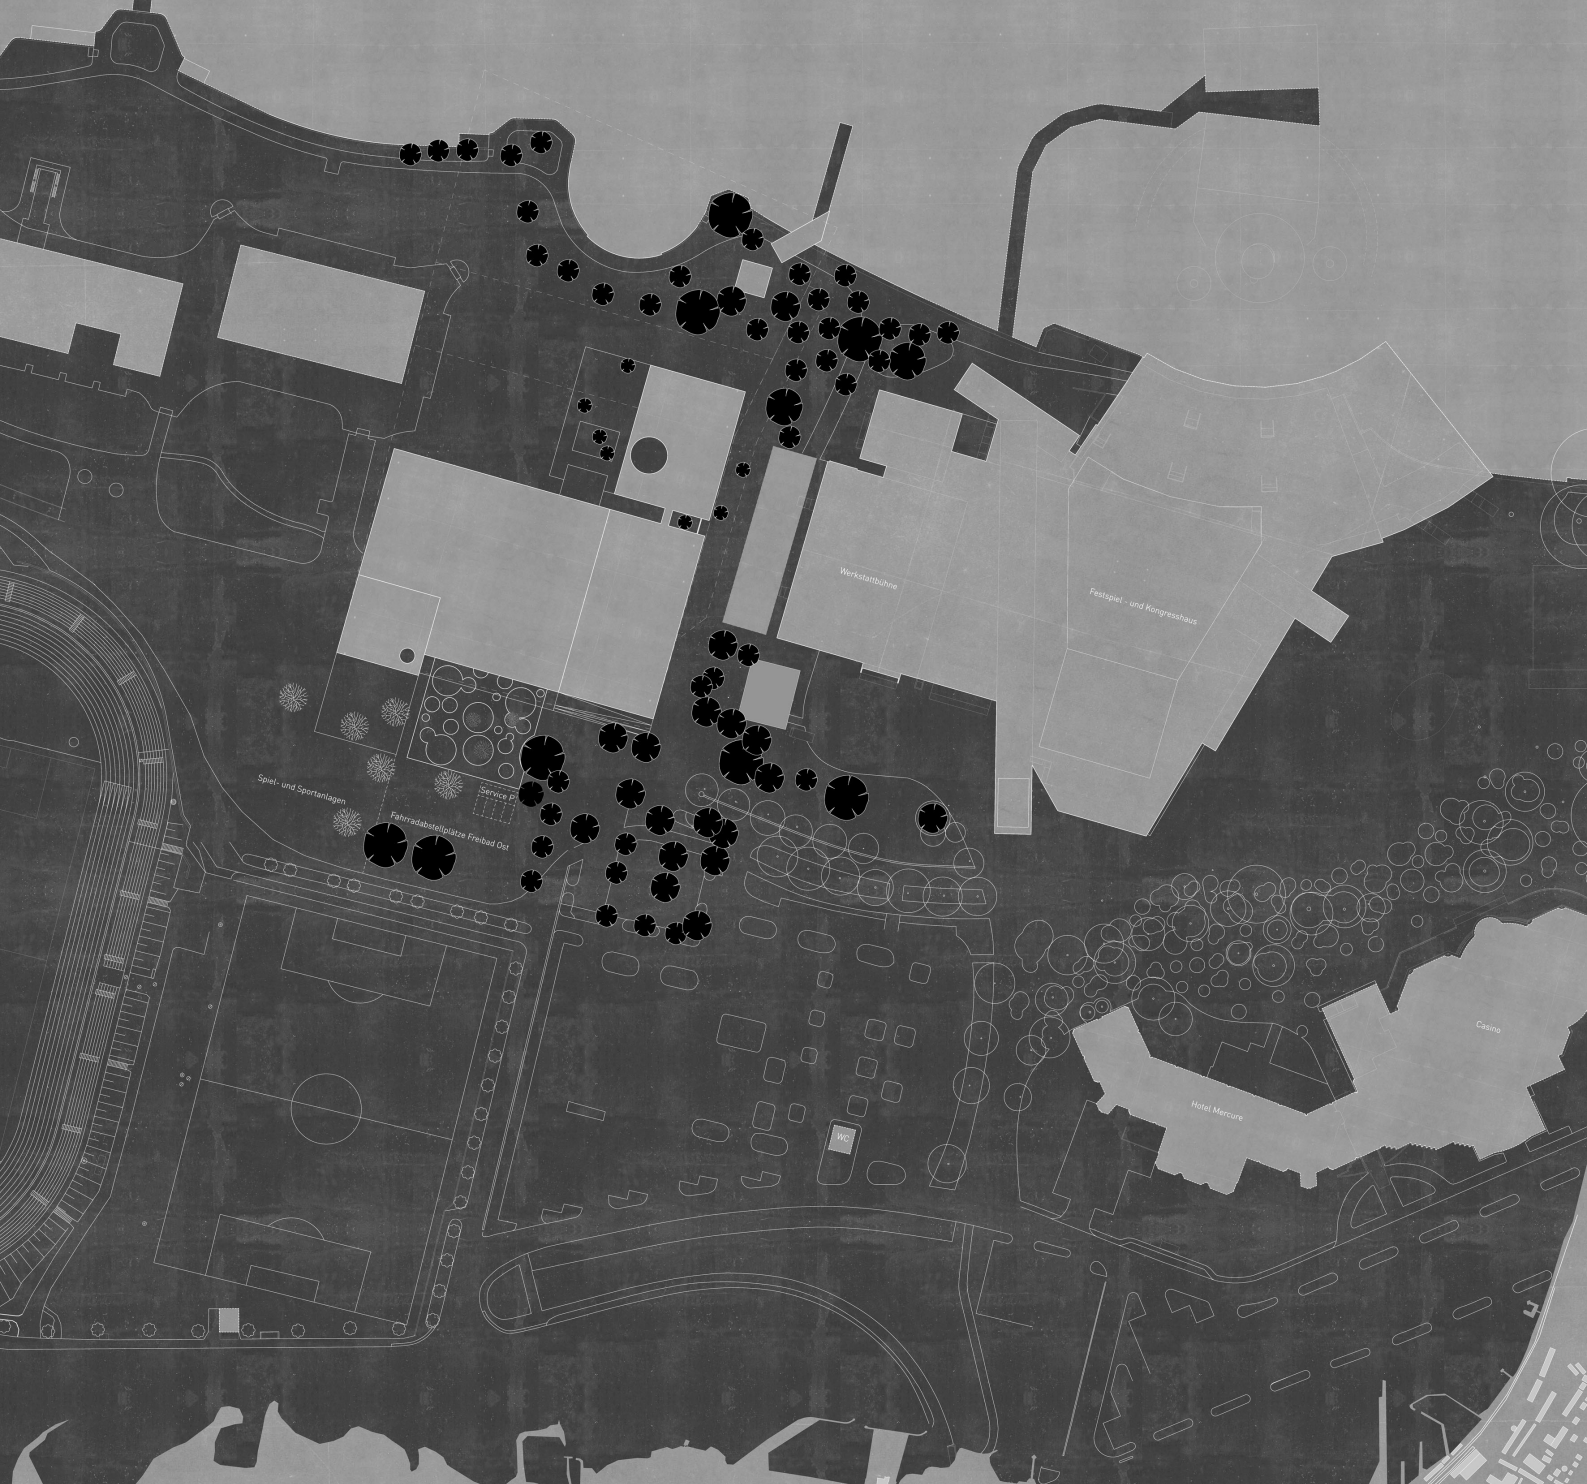 Werkstattbühne
Festspiel - und Kongresshaus
Spiel- und Sportanlagen
Service P
Fahrradabstellplätze Freibad Ost
Casino
Hotel Mercure
WC